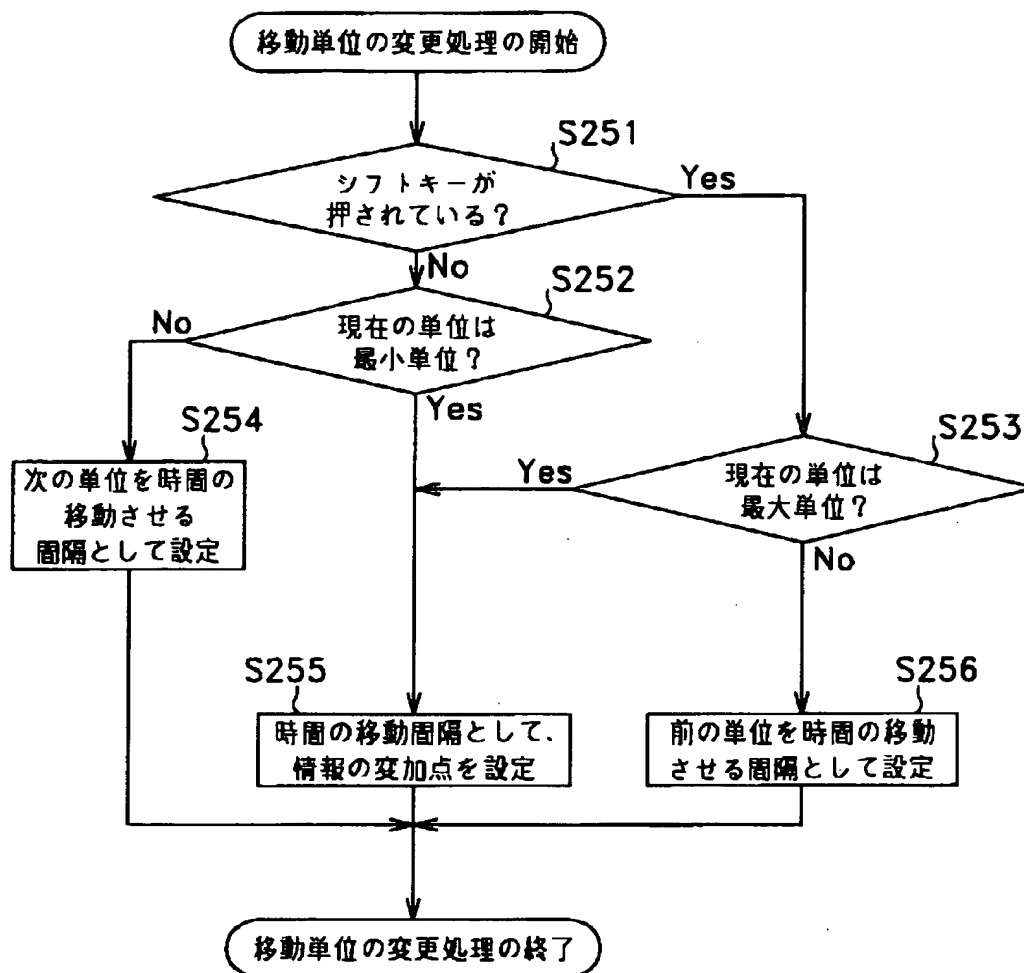 移動単位の変更処理の開始
S251
シフトキーが
押されている?
Yes
No
S252
現在の単位は
最小単位?
No
Yes
S253
現在の単位は
最大単位?
Yes
No
S254
次の単位を時間の
移動させる
間隔として設定
S255
時間の移動間隔として、
情報の変加点を設定
S256
前の単位を時間の移動
させる間隔として設定
移動単位の変更処理の終了